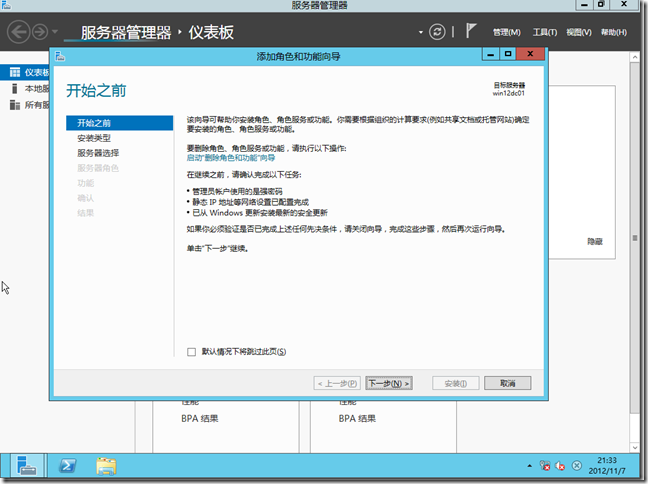 服务器管理器
服务器管理器 · 仪表板
管理(M) 工具(T) 视图(V) 帮助(H)
仪表板
本地服
所有服
添加角色和功能向导
开始之前
目标服务器
win12dc01
开始之前
安装类型
服务器选择
服务器角色
功能
确认
结果
该向导可帮助你安装角色、角色服务或功能。你需要根据组织的计算要求(例如共享文档或托管网站)确定
要安装的角色、角色服务或功能。
要删除角色、角色服务或功能，请执行以下操作:
启动"删除角色和功能"向导
在继续之前，请确认完成以下任务:
• 管理员帐户使用的是强密码
• 静态 IP 地址等网络设置已配置完成
• 已从 Windows 更新安装最新的安全更新
如果你必须验证是否已完成上述任何先决条件，请关闭向导，完成这些步骤，然后再次运行向导。
单击"下一步"继续。
默认情况下将跳过此页(S)
< 上一步(P) 下一步(N) > 安装(I) 取消
隐藏
性能 性能
BPA 结果 BPA 结果
21:33
2012/11/7